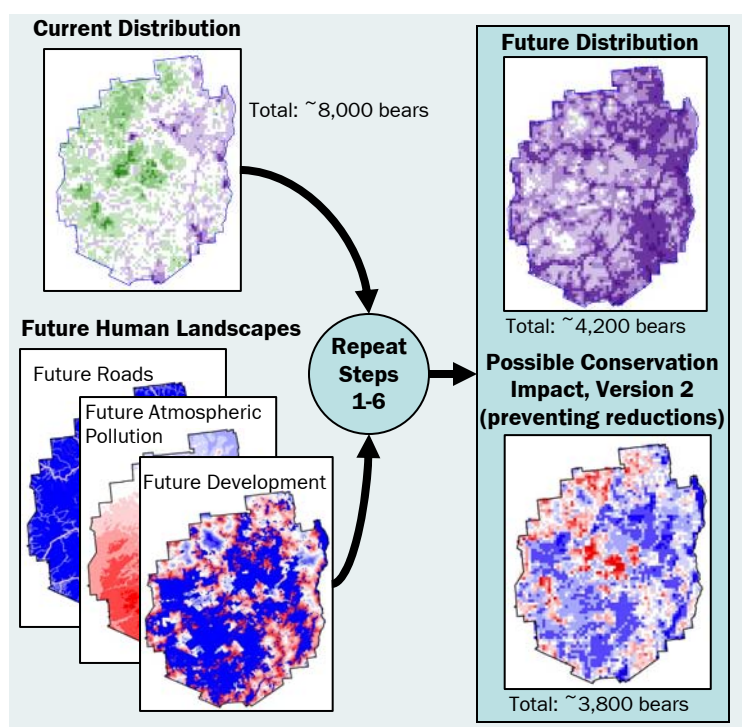 Current Distribution
Total: ~8,000 bears
Future Human Landscapes
Future Roads
Future Atmospheric
Pollution
Future Development
Repeat
Steps
1-6
Future Distribution
Total: ~4,200 bears
Possible Conservation
Impact, Version 2
(preventing reductions)
Total: ~3,800 bears